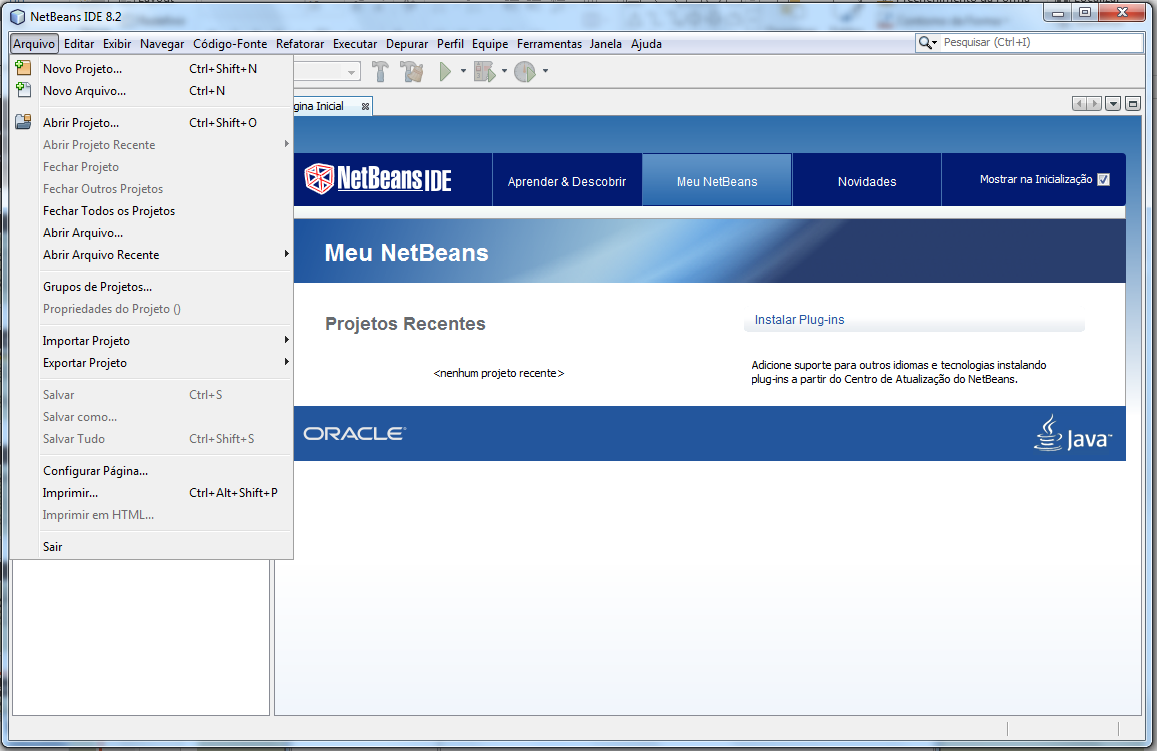 NetBeans IDE 8.2
Arquivo Editar Exibir Navegar Código-Fonte Refatorar Executar Depurar Perfil Equipe Ferramentas Janela Ajuda
Pesquisar (Ctrl+I)
Novo Projeto... Ctrl+Shift+N
Novo Arquivo... Ctrl+N
Abrir Projeto... Ctrl+Shift+O
Abrir Projeto Recente
Fechar Projeto
Fechar Outros Projetos
Fechar Todos os Projetos
Abrir Arquivo...
Abrir Arquivo Recente
Grupos de Projetos...
Propriedades do Projeto ()
Importar Projeto
Exportar Projeto
Salvar Ctrl+S
Salvar como...
Salvar Tudo Ctrl+Shift+S
Configurar Página...
Imprimir... Ctrl+Alt+Shift+P
Imprimir em HTML...
Sair
gina Inicial
NetBeans IDE
Aprender & Descobrir
Meu NetBeans
Novidades
Mostrar na Inicialização
Meu NetBeans
Projetos Recentes
<nenhum projeto recente>
Instalar Plug-ins
Adicione suporte para outros idiomas e tecnologias instalando
plug-ins a partir do Centro de Atualização do NetBeans.
ORACLE
Java